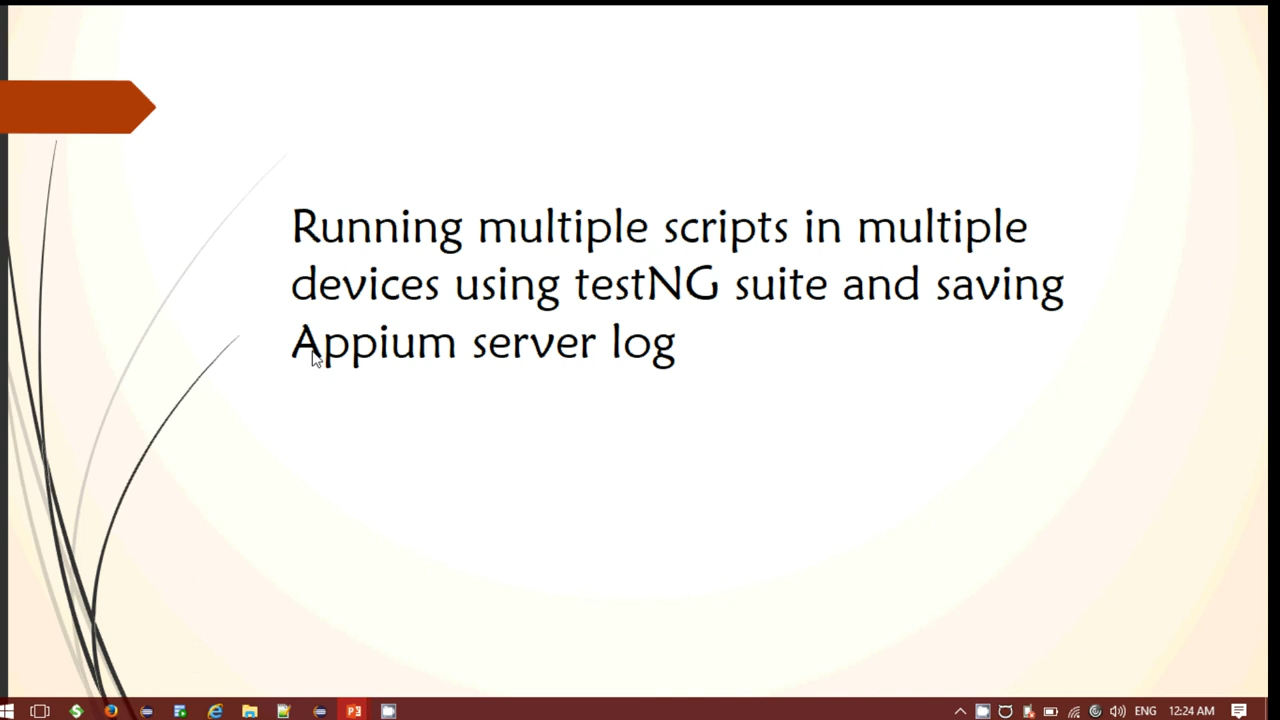 Running multiple scripts in multiple
devices using testNG suite and saving
Appium server log
ENG
12:24 AM